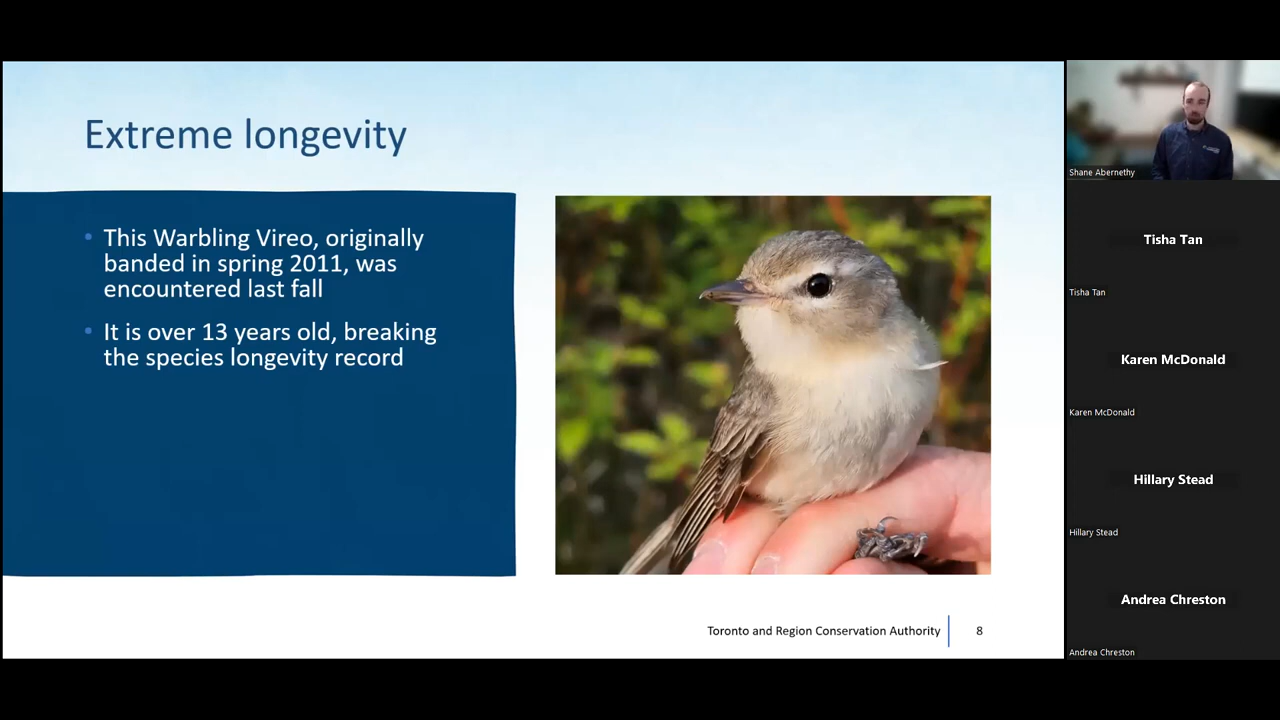 Extreme longevity
• This Warbling Vireo, originally
banded in spring 2011, was
encountered last fall
• It is over 13 years old, breaking
the species longevity record
Toronto and Region Conservation Authority
8
Shane Abernethy
Tisha Tan
Tisha Tan
Karen McDonald
Karen McDonald
Hillary Stead
Hillary Stead
Andrea Chreston
Andrea Chreston